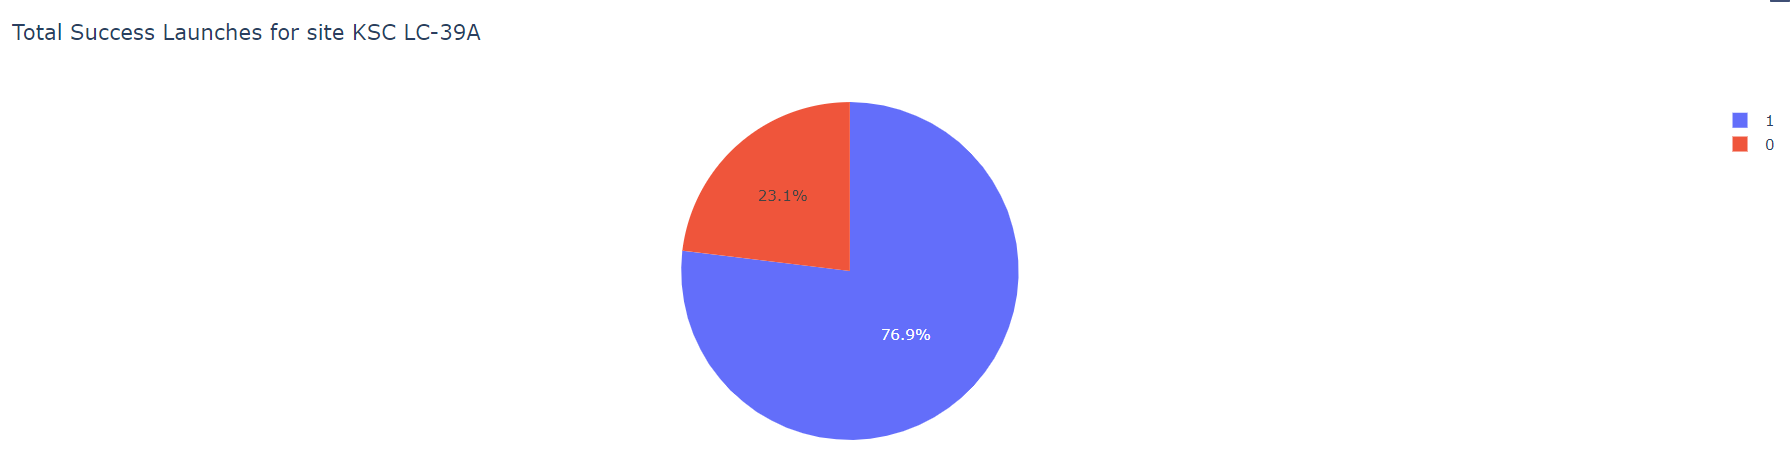 Total Success Launches for site KSC LC-39A
1
0
23.1%
76.9%